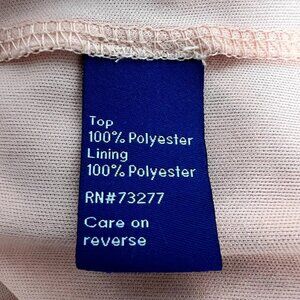 Top
100% Polyester
Lining
100% Polyester
RN#73277
Care on
reverse